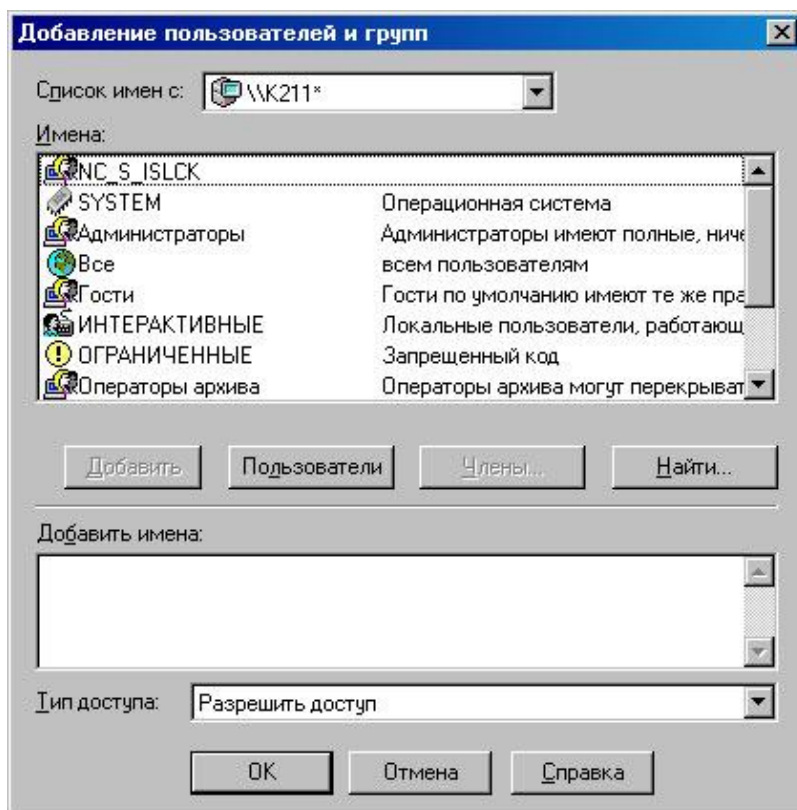 Добавление пользователей и групп
Список имен с: \\K211*
Имена:
NC_S_ISLCK
SYSTEM Операционная система
Администраторы Администраторы имеют полные, ниче
Все всем пользователям
Гости Гости по умолчанию имеют те же пра
ИНТЕРАКТИВНЫЕ Локальные пользователи, работающ
ОГРАНИЧЕННЫЕ Запрещенный код
Операторы архива Операторы архива могут перекрыват
Добавить Пользователи Члены... Найти...
Добавить имена:
Тип доступа: Разрешить доступ
OK Отмена Справка